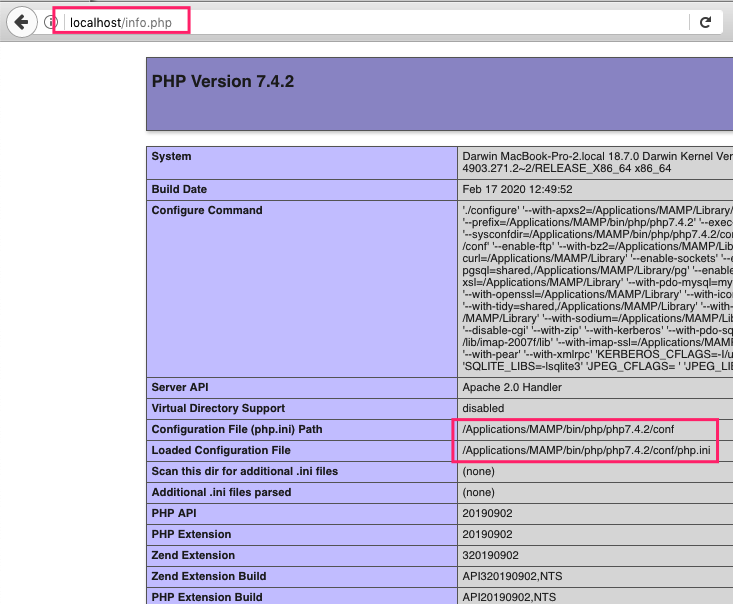 localhost/info.php
PHP Version 7.4.2
System
Darwin MacBook-Pro-2.local 18.7.0 Darwin Kernel Ver
4903.271.2~2/RELEASE_X86_64 x86_64
Build Date
Feb 17 2020 12:49:52
Configure Command
'./configure' '--with-apxs2=/Applications/MAMP/Library/
'--prefix=/Applications/MAMP/bin/php/php7.4.2' '--exec
'--sysconfdir=/Applications/MAMP/bin/php/php7.4.2/con
/conf' '--enable-ftp' '--with-bz2=/Applications/MAMP/Lib
curl=/Applications/MAMP/Library' '--enable-sockets' '--e
pgsql=shared,/Applications/MAMP/Library/pg' '--enable
xsl=/Applications/MAMP/Library' '--with-pdo-mysql=my
'--with-openssl=/Applications/MAMP/Library' '--with-ico
'--with-tidy=shared,/Applications/MAMP/Library' '--with-
/MAMP/Library' '--with-sodium=/Applications/MAMP/Lib
'--disable-cgi' '--with-zip' '--with-kerberos' '--with-pdo-sq
/lib/imap-2007f/lib' '--with-imap-ssl=/Applications/MAM
'--with-pear' '--with-xmlrpc' 'KERBEROS_CFLAGS=-I/u
'SQLITE_LIBS=-lsqlite3' 'JPEG_CFLAGS= ' 'JPEG_LI
Server API
Apache 2.0 Handler
Virtual Directory Support
disabled
Configuration File (php.ini) Path
/Applications/MAMP/bin/php/php7.4.2/conf
Loaded Configuration File
/Applications/MAMP/bin/php/php7.4.2/conf/php.ini
Scan this dir for additional .ini files
(none)
Additional .ini files parsed
(none)
PHP API
20190902
PHP Extension
20190902
Zend Extension
320190902
Zend Extension Build
API320190902,NTS
PHP Extension Build
API20190902,NTS